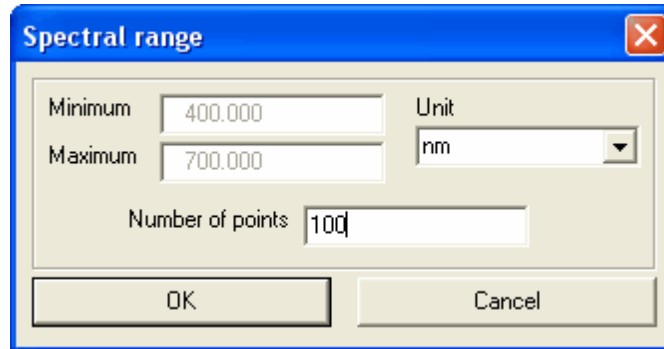 Spectral range
Minimum 400.000
Unit
Maximum 700.000
nm
Number of points 100
OK Cancel